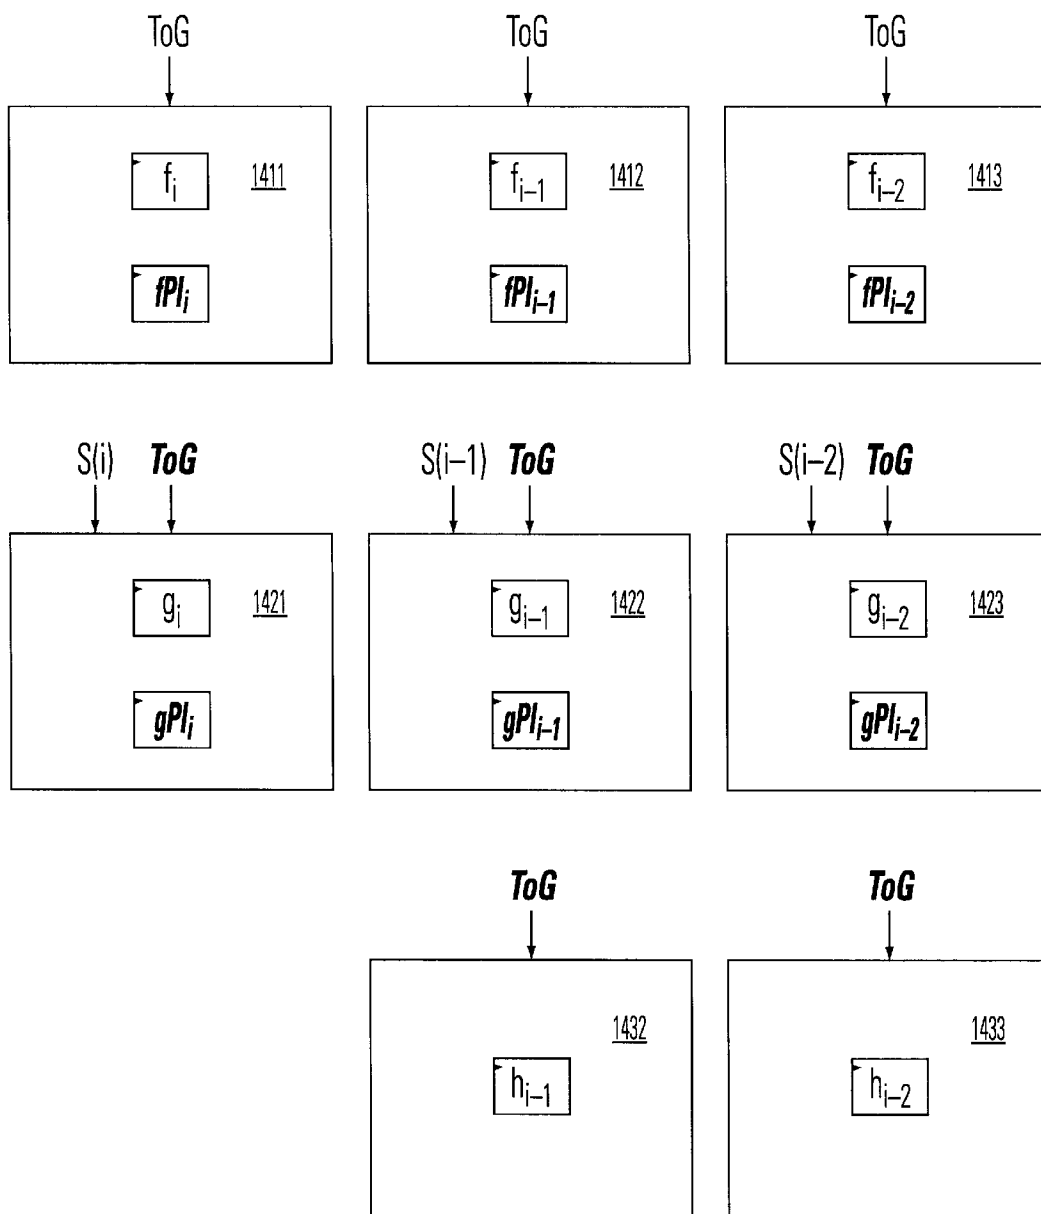 ToG ToG ToG
f_i 1411 f_{i–1} 1412 f_{i–2} 1413
fPI_i fPI_{i–1} fPI_{i–2}
S(i) ToG S(i–1) ToG S(i–2) ToG
g_i 1421 g_{i–1} 1422 g_{i–2} 1423
gPI_i gPI_{i–1} gPI_{i–2}
ToG ToG
1432 1433
h_{i–1} h_{i–2}